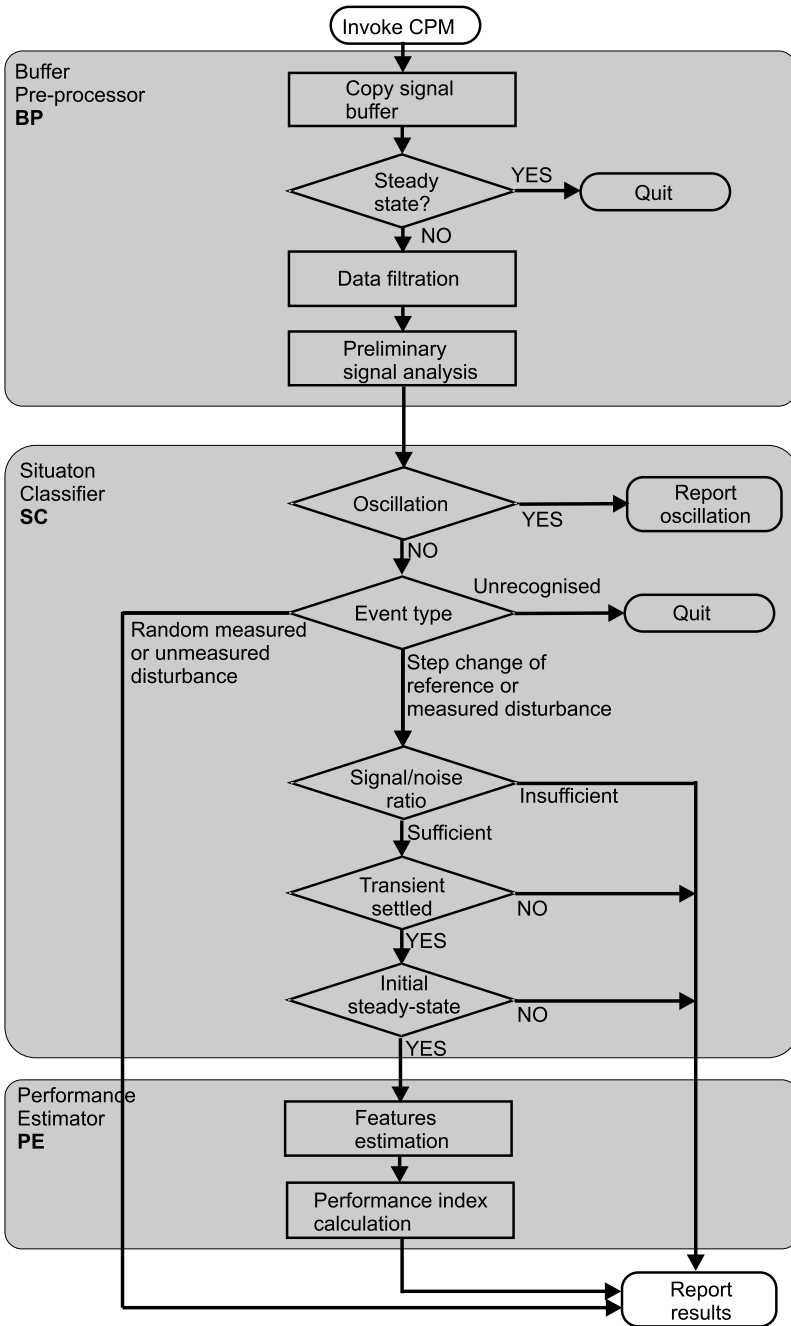 Invoke CPM
Buffer
Pre-processor
BP
Copy signal
buffer
Steady
state?
YES
Quit
NO
Data filtration
Preliminary
signal analysis
Situaton
Classifier
SC
Oscillation
YES
Report
oscillation
NO
Event type
Unrecognised
Quit
Random measured
or unmeasured
disturbance
Step change of
reference or
measured disturbance
Signal/noise
ratio
Insufficient
Sufficient
Transient
settled
NO
YES
Initial
steady-state
NO
YES
Performance
Estimator
PE
Features
estimation
Performance index
calculation
Report
results